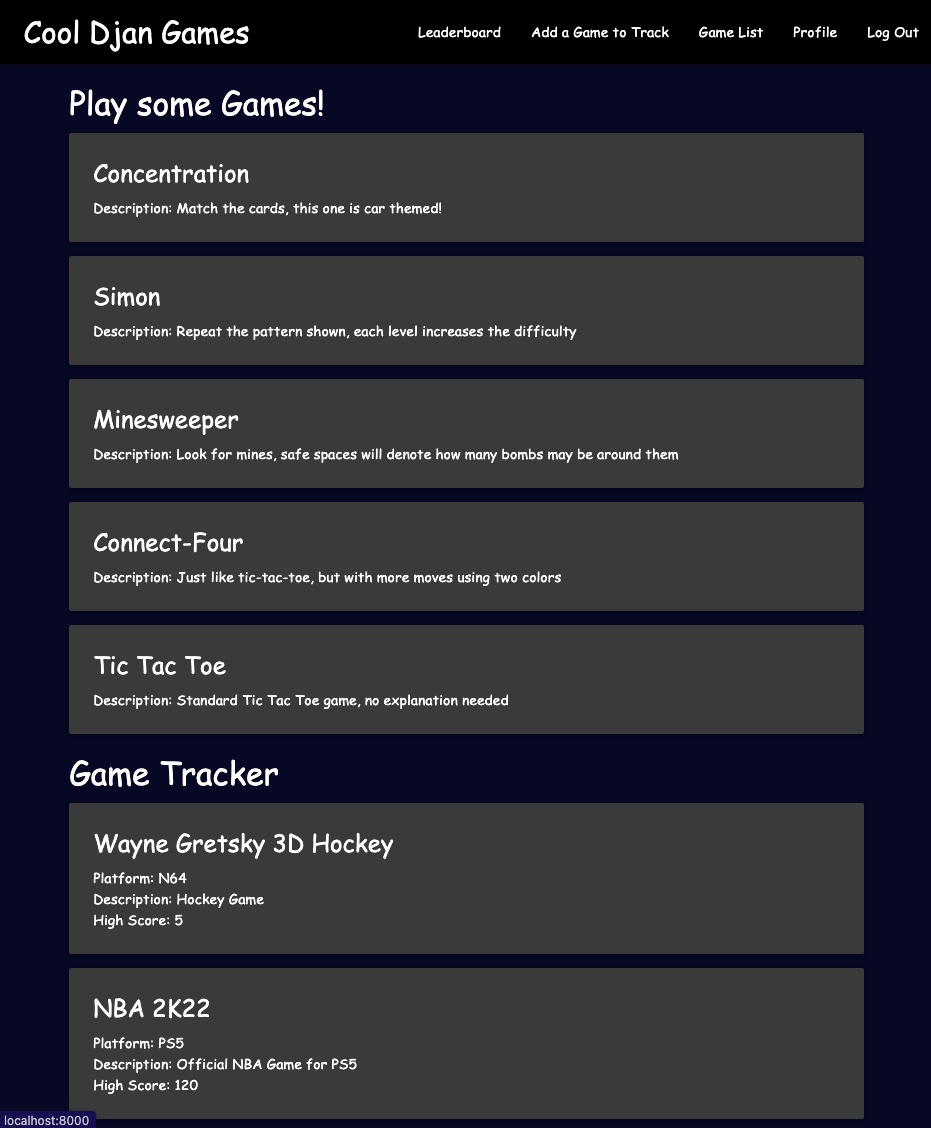 Cool Djan Games
Leaderboard Add a Game to Track Game List Profile Log Out
Play some Games!
Concentration
Description: Match the cards, this one is car themed!
Simon
Description: Repeat the pattern shown, each level increases the difficulty
Minesweeper
Description: Look for mines, safe spaces will denote how many bombs may be around them
Connect-Four
Description: Just like tic-tac-toe, but with more moves using two colors
Tic Tac Toe
Description: Standard Tic Tac Toe game, no explanation needed
Game Tracker
Wayne Gretsky 3D Hockey
Platform: N64
Description: Hockey Game
High Score: 5
NBA 2K22
Platform: PS5
Description: Official NBA Game for PS5
High Score: 120
localhost:8000